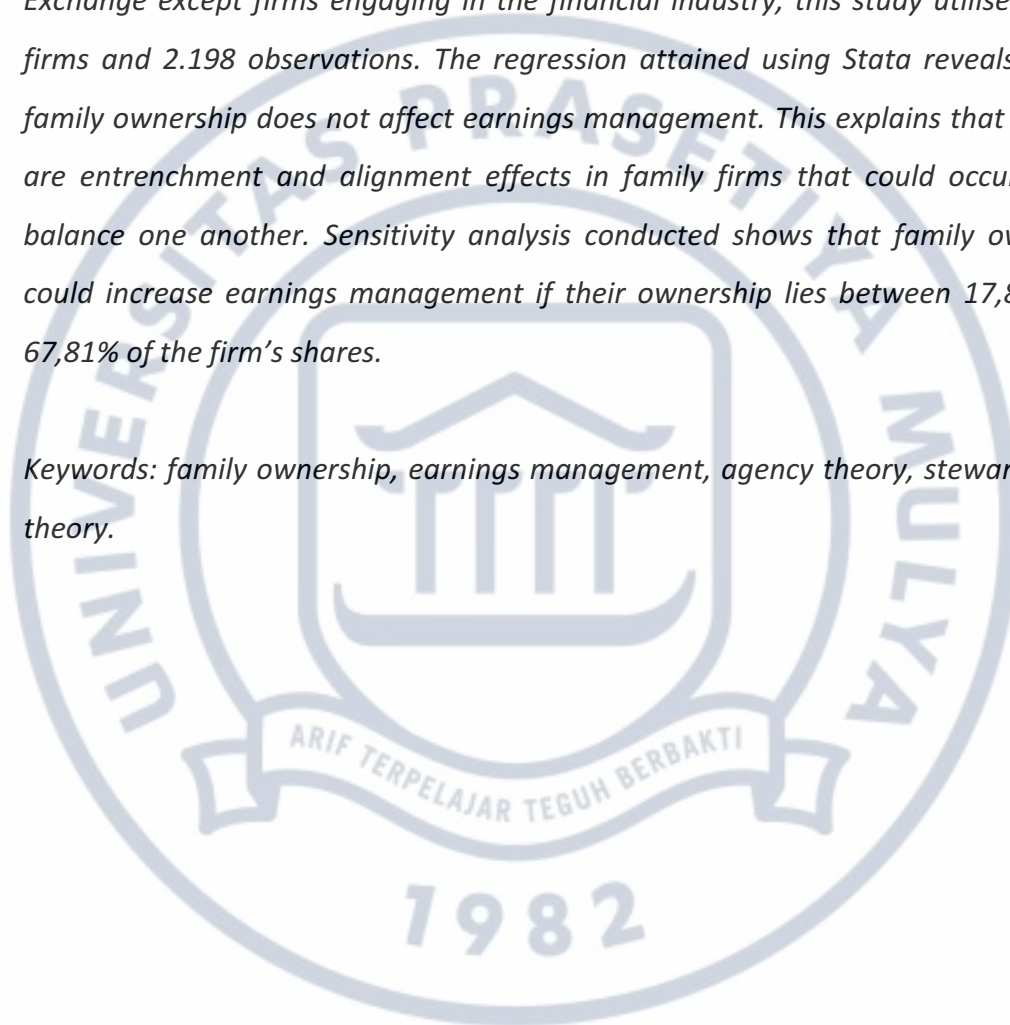 Exchange except firms engaging in the financial industry, this study utilise
firms and 2.198 observations. The regression attained using Stata reveals
family ownership does not affect earnings management. This explains that
are entrenchment and alignment effects in family firms that could occu
balance one another. Sensitivity analysis conducted shows that family ow
could increase earnings management if their ownership lies between 17,8
67,81% of the firm’s shares.
Keywords: family ownership, earnings management, agency theory, stewar
theory.
UNIVERSITAS PRASETIYA MULYA
ARIF TERPELAJAR TEGUH BERBAKTI
1982